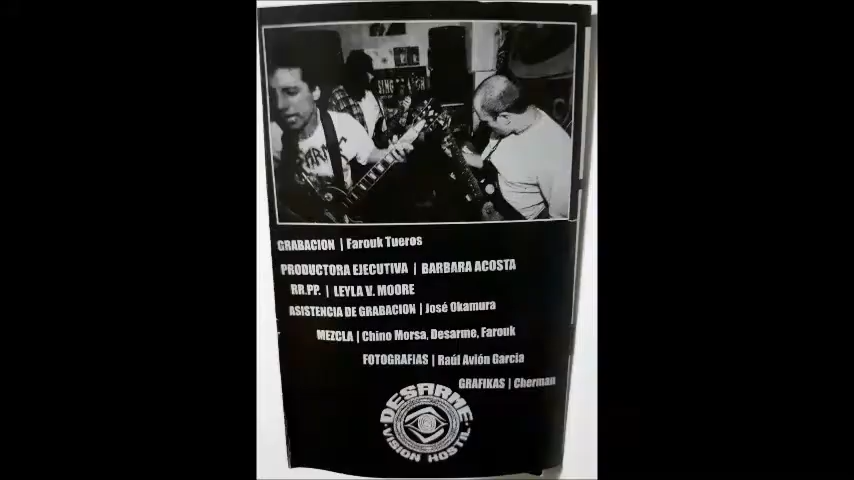 GRABACION | Farouk Tueros
PRODUCTORA EJECUTIVA | BARBARA ACOSTA
RR.PP. | LEYLA V. MOORE
ASISTENCIA DE GRABACION | José Okamura
MEZCLA | Chino Morsa, Desarme, Farouk
FOTOGRAFIAS | Raúl Avión Garcia
GRAFIKAS | Cherman
DESARME
VISION HOSTIL